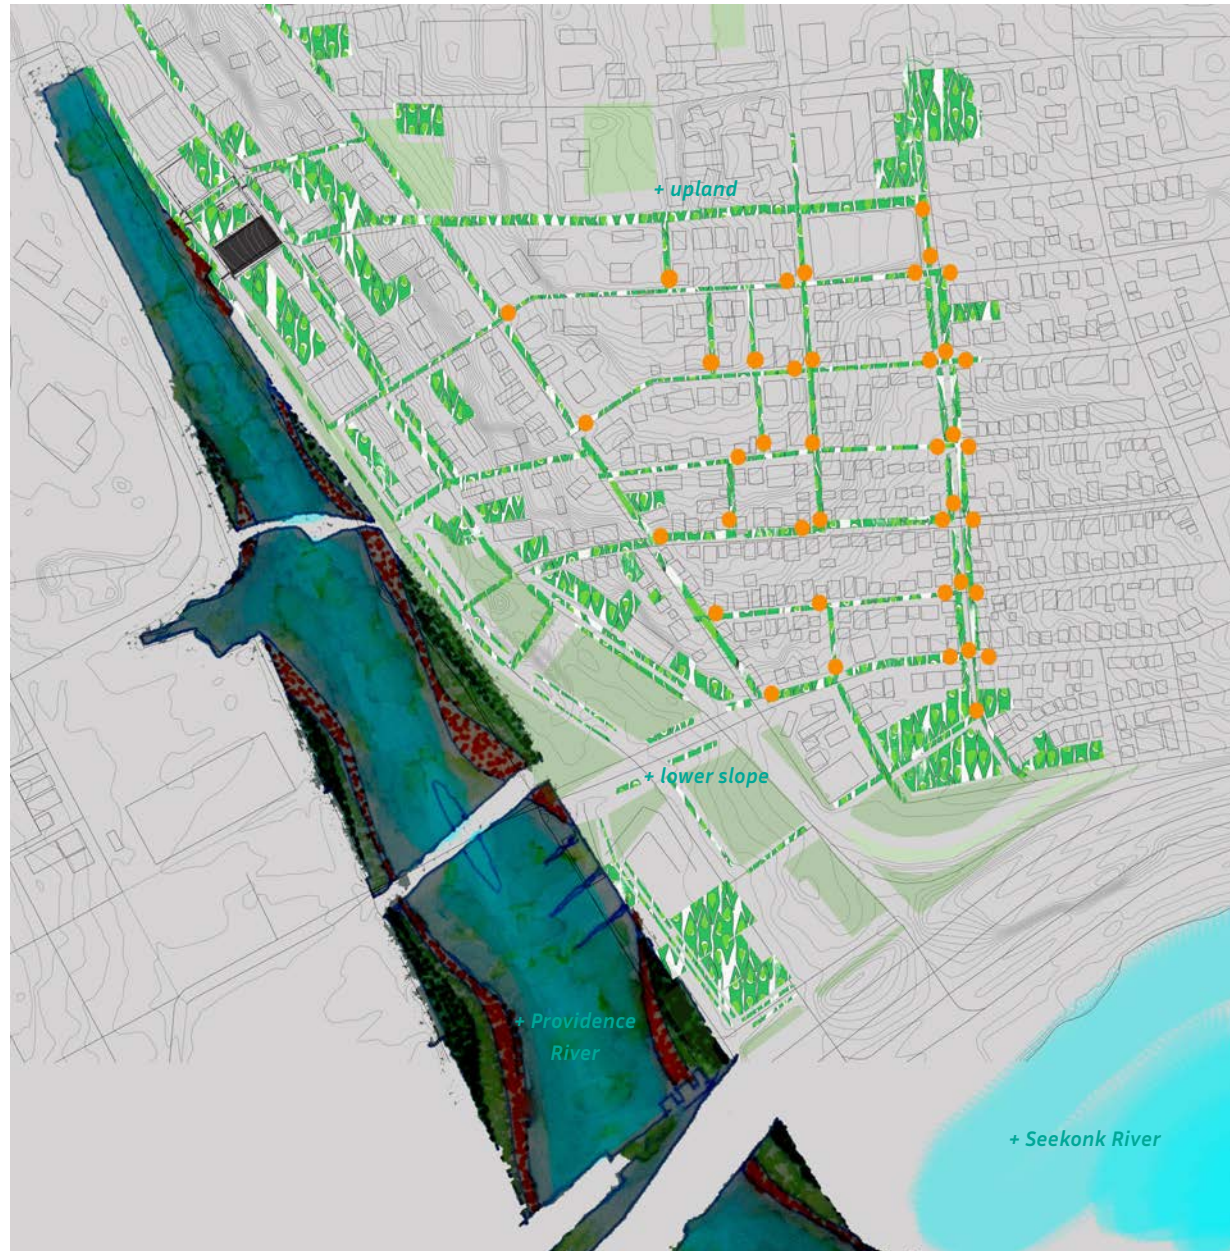 + upland
+ lower slope
+ Providence
River
+ Seekonk River